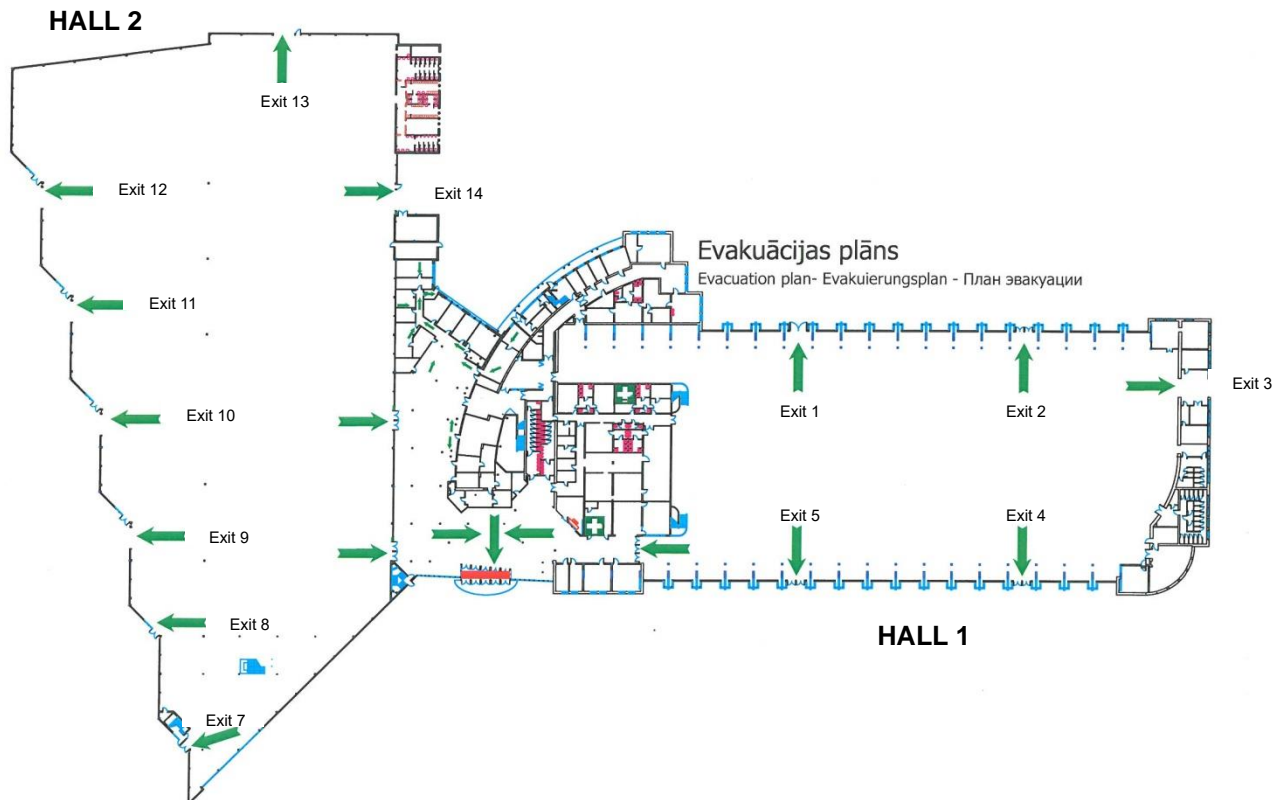 HALL 2
Exit 13
Exit 12
Exit 14
Evakuācijas plāns
Evacuation plan- Evakuierungsplan - План эвакуации
Exit 11
Exit 3
Exit 10
Exit 1
Exit 2
Exit 9
Exit 5
Exit 4
Exit 8
HALL 1
Exit 7